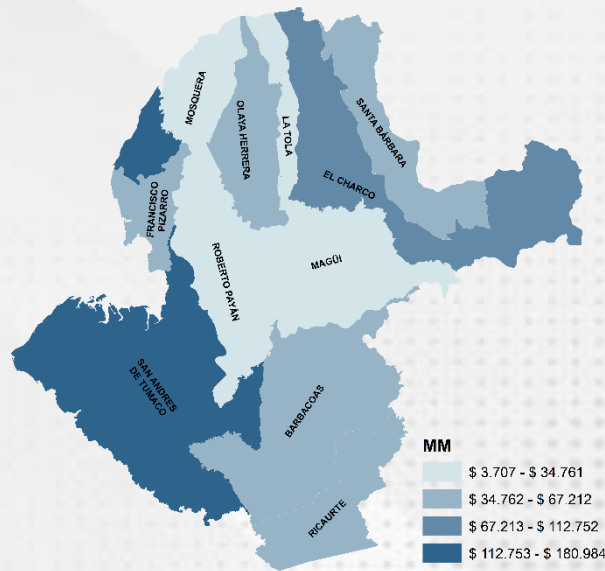 MOSQUERA
OLAYA HERRERA
LA TOLA
SANTA BÁRBARA
EL CHARCO
FRANCISCO
PIZARRO
ROBERTO PAYÁN
MAGÜI
SAN ANDRES
DE TUMACO
BARBACOAS
RICAURTE
MM
$ 3.707 - $ 34.761
$ 34.762 - $ 67.212
$ 67.213 - $ 112.752
$ 112.753 - $ 180.984